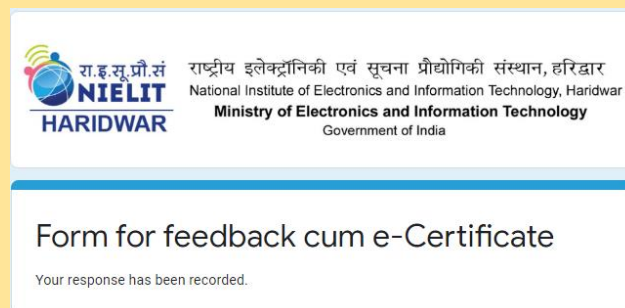 रा.इ.सू.प्रौ.सं
NIELIT
HARIDWAR
राष्ट्रीय इलेक्ट्रॉनिकी एवं सूचना प्रौद्योगिकी संस्थान, हरिद्वार
National Institute of Electronics and Information Technology, Haridwar
Ministry of Electronics and Information Technology
Government of India
Form for feedback cum e-Certificate
Your response has been recorded.